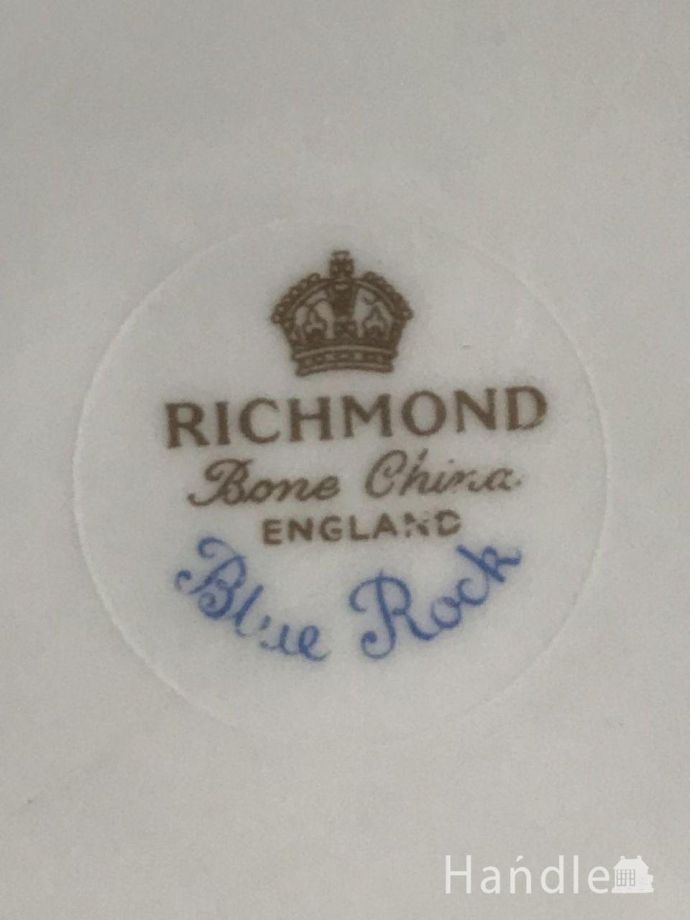 RICHMOND
Bone China
ENGLAND
Blue Rock
Handle